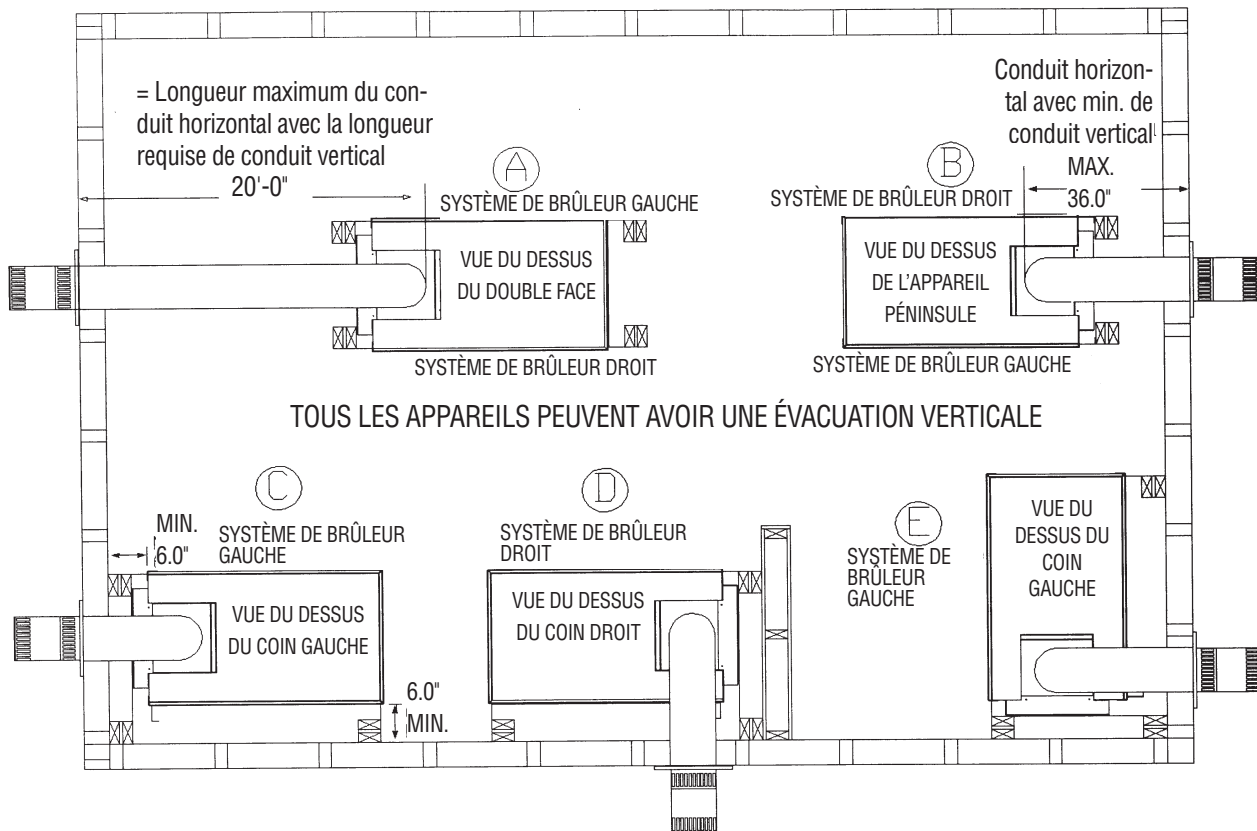 = Longueur maximum du con-
duit horizontal avec la longueur
requise de conduit vertical
20'-0"
A
SYSTÈME DE BRÛLEUR GAUCHE
VUE DU DESSUS
DU DOUBLE FACE
SYSTÈME DE BRÛLEUR DROIT
Conduit horizon-
tal avec min. de
conduit vertical
MAX.
36.0"
B
SYSTÈME DE BRÛLEUR DROIT
VUE DU DESSUS
DE L'APPAREIL
PÉNINSULE
SYSTÈME DE BRÛLEUR GAUCHE
TOUS LES APPAREILS PEUVENT AVOIR UNE ÉVACUATION VERTICALE
C
MIN.
6.0"
SYSTÈME DE BRÛLEUR
GAUCHE
VUE DU DESSUS
DU COIN GAUCHE
6.0"
MIN.
D
SYSTÈME DE BRÛLEUR
DROIT
VUE DU DESSUS
DU COIN DROIT
E
SYSTÈME DE
BRÛLEUR
GAUCHE
VUE DU
DESSUS DU
COIN
GAUCHE